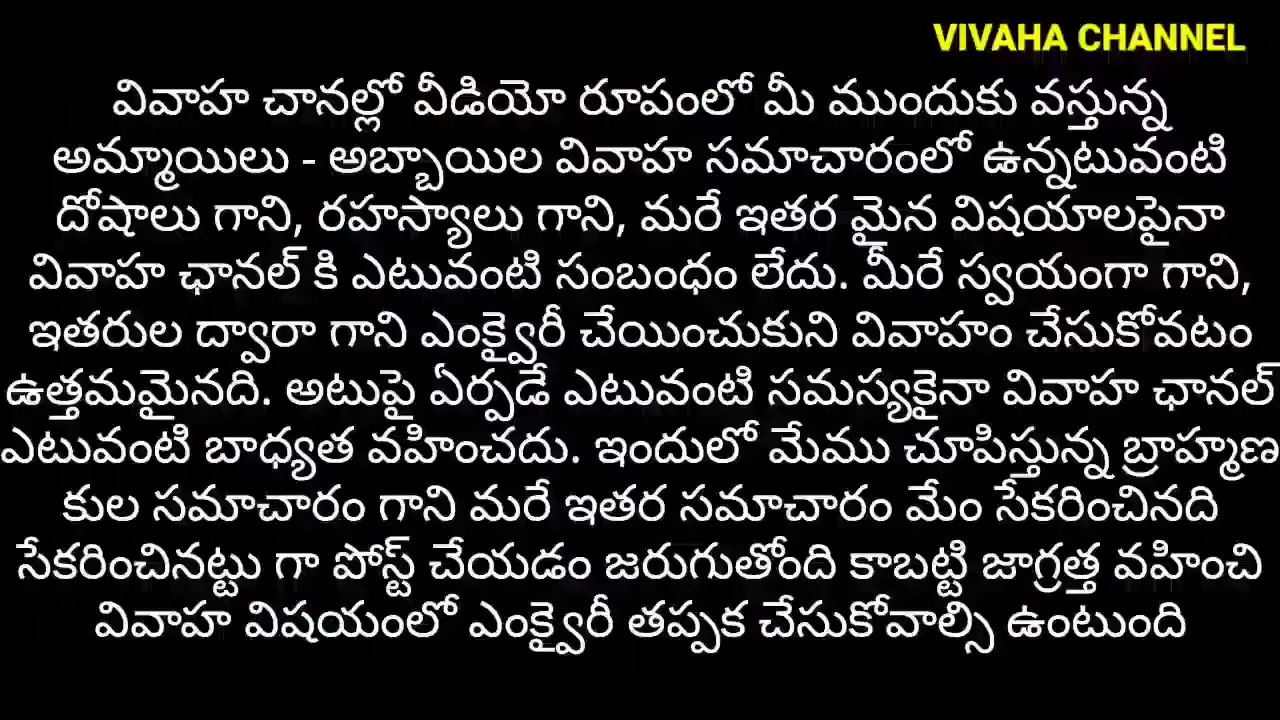 VIVAHA CHANNEL
వివాహ చానల్లో వీడియో రూపంలో మీ ముందుకు వస్తున్న
అమ్మాయిలు - అబ్బాయిల వివాహ సమాచారంలో ఉన్నటువంటి
దోషాలు గాని, రహస్యాలు గాని, మరే ఇతర మైన విషయాలపైనా
వివాహ ఛానల్ కి ఎటువంటి సంబంధం లేదు. మీరే స్వయంగా గాని,
ఇతరుల ద్వారా గాని ఎంక్వైరీ చేయించుకుని వివాహం చేసుకోవటం
ఉత్తమమైనది. అటుపై ఏర్పడే ఎటువంటి సమస్యకైనా వివాహ ఛానల్
ఎటువంటి బాధ్యత వహించదు. ఇందులో మేము చూపిస్తున్న బ్రాహ్మణ
కుల సమాచారం గాని మరే ఇతర సమాచారం మేం సేకరించినది
సేకరించినట్టు గా పోస్ట్ చేయడం జరుగుతోంది కాబట్టి జాగ్రత్త వహించి
వివాహ విషయంలో ఎంక్వైరీ తప్పక చేసుకోవాల్సి ఉంటుంది